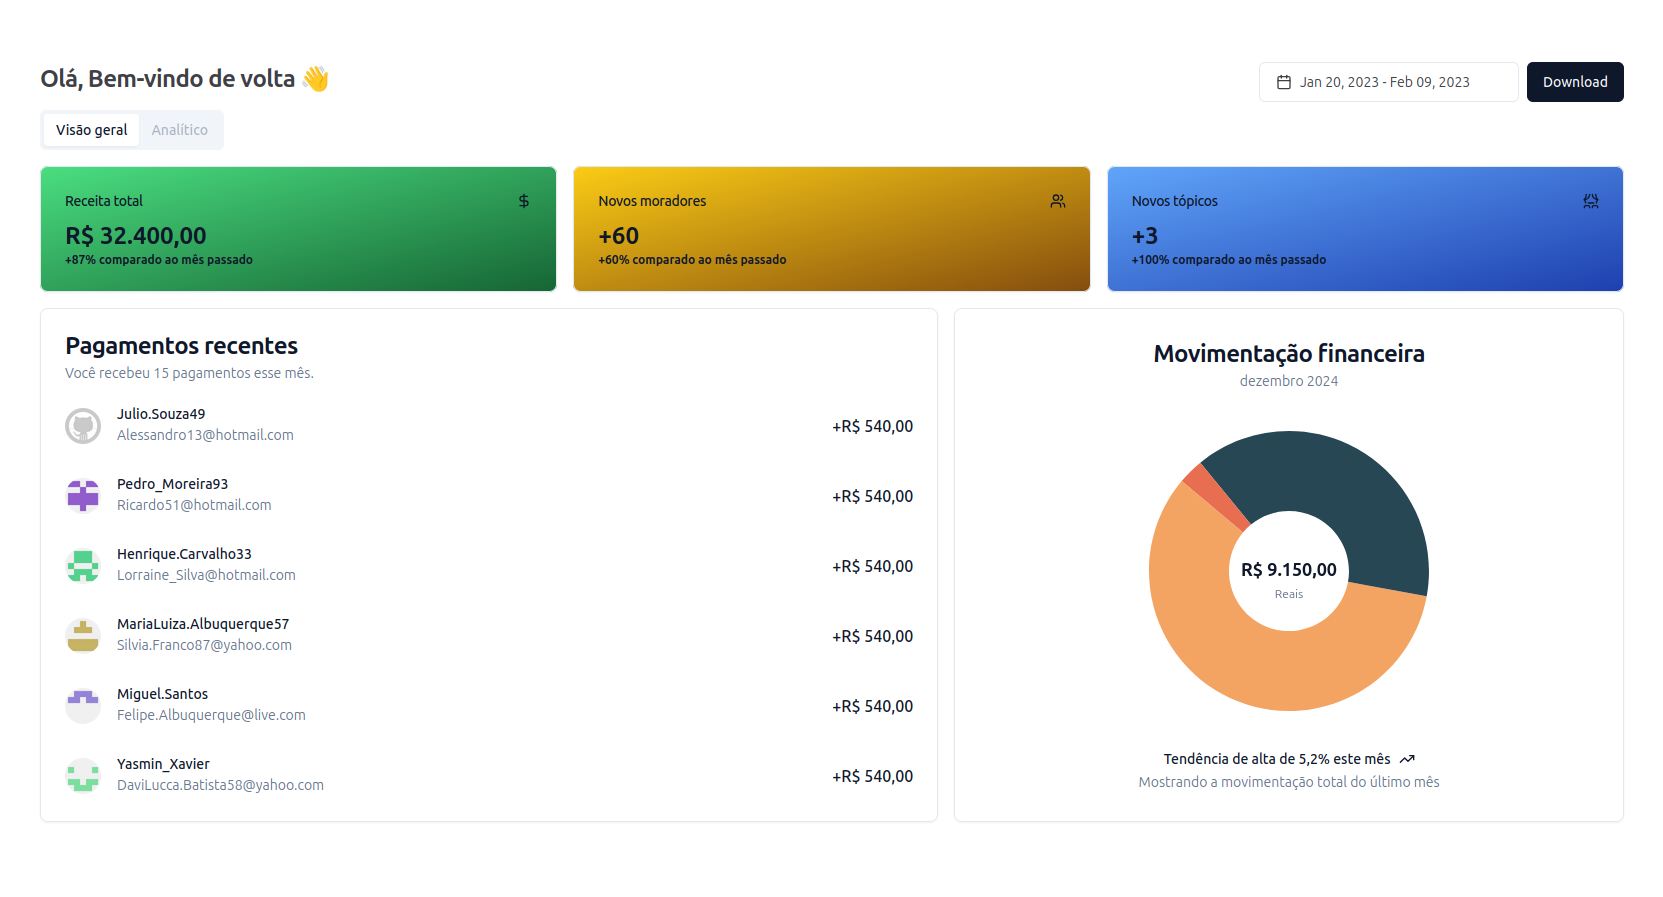 Olá, Bem-vindo de volta 👋
Jan 20, 2023 - Feb 09, 2023
Download
Visão geral
Analítico
Receita total
R$ 32.400,00
+87% comparado ao mês passado
Novos moradores
+60
+60% comparado ao mês passado
Novos tópicos
+3
+100% comparado ao mês passado
Pagamentos recentes
Você recebeu 15 pagamentos esse mês.
Julio.Souza49
Alessandro13@hotmail.com
+R$ 540,00
Pedro_Moreira93
Ricardo51@hotmail.com
+R$ 540,00
Henrique.Carvalho33
Lorraine_Silva@hotmail.com
+R$ 540,00
MariaLuiza.Albuquerque57
Silvia.Franco87@yahoo.com
+R$ 540,00
Miguel.Santos
Felipe.Albuquerque@live.com
+R$ 540,00
Yasmin_Xavier
DaviLucca.Batista58@yahoo.com
+R$ 540,00
Movimentação financeira
dezembro 2024
R$ 9.150,00
Reais
Tendência de alta de 5,2% este mês
Mostrando a movimentação total do último mês